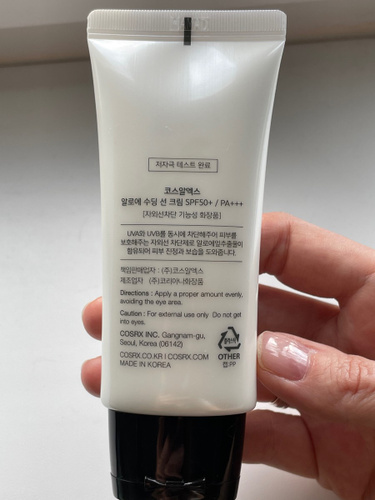 저자극 테스트 완료
코스알엑스
알로에 수딩 선 크림 SPF50+ / PA+++
[자외선차단 기능성 화장품]
UVA와 UVB를 동시에 차단해주어 피부를
보호해주는 자외선 차단제로 알로에잎추출물이
함유되어 피부 진정과 보습을 도와줍니다.
책임판매업자 : (주)코스알엑스
제조업자 (주)코리아나화장품
Directions : Apply a proper amount evenly,
avoiding the eye area.
Caution : For external use only Do not get
into eyes.
COSRX INC. Gangnam-gu,
Seoul, Korea (06142)
COSRX.CO.KR | COSRX.COM
MADE IN KOREA
플라스틱
OTHER
캡:PP